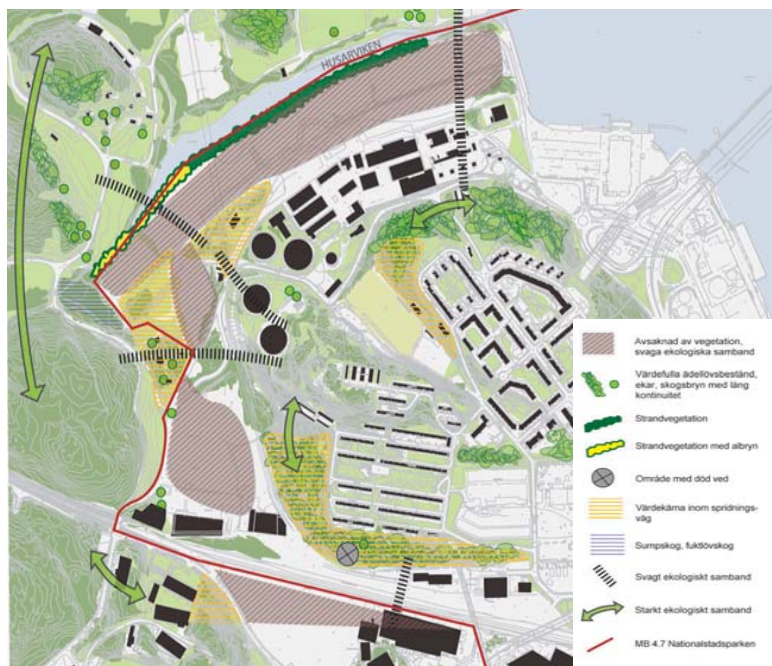 HUSARVIKEN
Avsaknad av vegetation,
svaga ekologiska samband
Värdefulla ädellövsbestånd,
ekar, skogsbryn med lång
kontinuitet
Strandvegetation
Strandvegetation med albryn
Område med död ved
Värdekärna inom spridnings-
väg
Sumpskog, fuktlövskog
Svagt ekologiskt samband
Starkt ekologiskt samband
MB 4.7 Nationalstadsparken